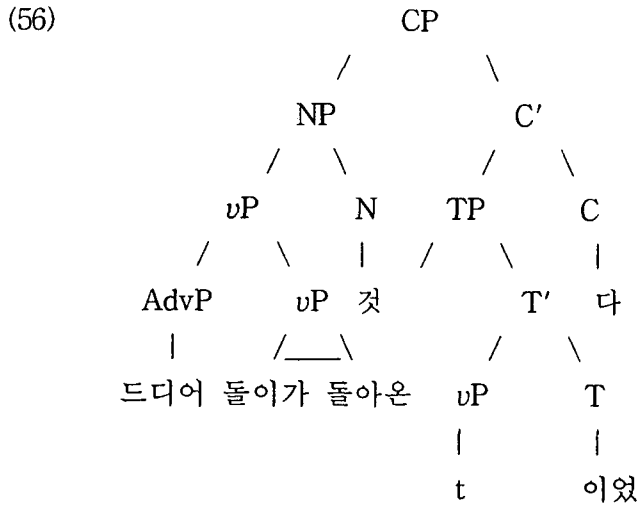 (56) CP
NP C′
vP N TP C
AdvP vP 것 T′ 다
드디어 돌이가 돌아온 vP T
t 이었